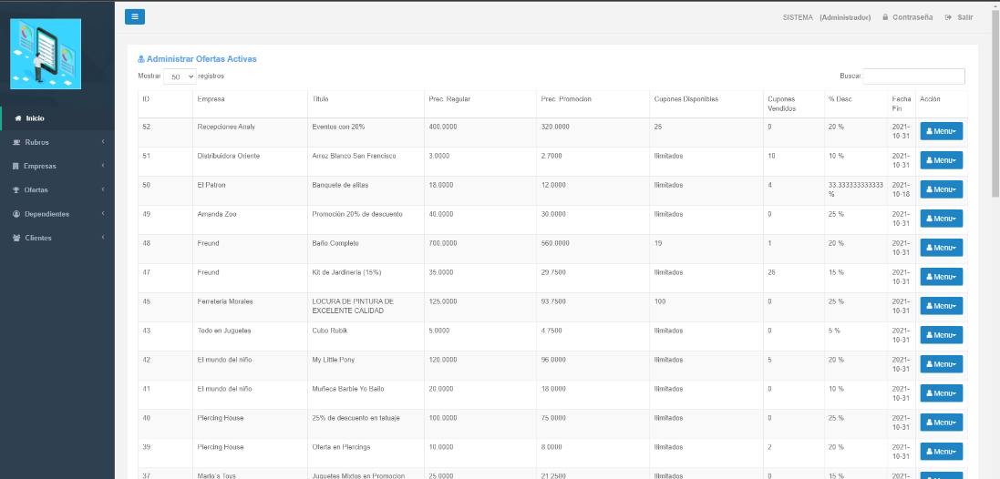 SISTEMA (Administrador) Contraseña Salir
Administrar Ofertas Activas
Mostrar 50 registros Buscar:
Inicio
Rubros
Empresas
Ofertas
Dependientes
Clientes
ID Empresa Titulo Prec. Regular Prec. Promocion Cupones Disponibles Cupones Vendidos % Desc Fecha Fin Acción
52 Recepciones Analy Eventos con 20% 400.0000 320.0000 25 0 20 % 2021-10-31 Menu
51 Distribuidora Oriente Arroz Blanco San Francisco 3.0000 2.7000 Ilimitados 10 10 % 2021-10-31 Menu
50 El Patron Banquete de alitas 18.0000 12.0000 Ilimitados 4 33.333333333333 % 2021-10-18 Menu
49 Amanda Zoo Promoción 20% de descuento 40.0000 30.0000 Ilimitados 0 25 % 2021-10-31 Menu
48 Freund Baño Completo 700.0000 560.0000 19 1 20 % 2021-10-31 Menu
47 Freund Kit de Jardineria (15%) 35.0000 29.7500 Ilimitados 26 15 % 2021-10-31 Menu
45 Ferreteria Morales LOCURA DE PINTURA DE EXCELENTE CALIDAD 125.0000 93.7500 100 0 25 % 2021-10-31 Menu
43 Todo en Juguetes Cubo Rubik 5.0000 4.7500 Ilimitados 0 5 % 2021-10-31 Menu
42 El mundo del niño My Little Pony 120.0000 96.0000 Ilimitados 5 20 % 2021-10-31 Menu
41 El mundo del niño Muñeca Barbie Yo Bailo 20.0000 18.0000 Ilimitados 0 10 % 2021-10-31 Menu
40 Piercing House 25% de descuento en tatuaje 100.0000 75.0000 Ilimitados 0 25 % 2021-10-31 Menu
39 Piercing House Oferta en Piercings 10.0000 8.0000 Ilimitados 2 20 % 2021-10-31 Menu
37 Mario´s Toys Juguetes Mixtos en Promocion 25.0000 21.2500 Ilimitados 0 15 % 2021- Menu